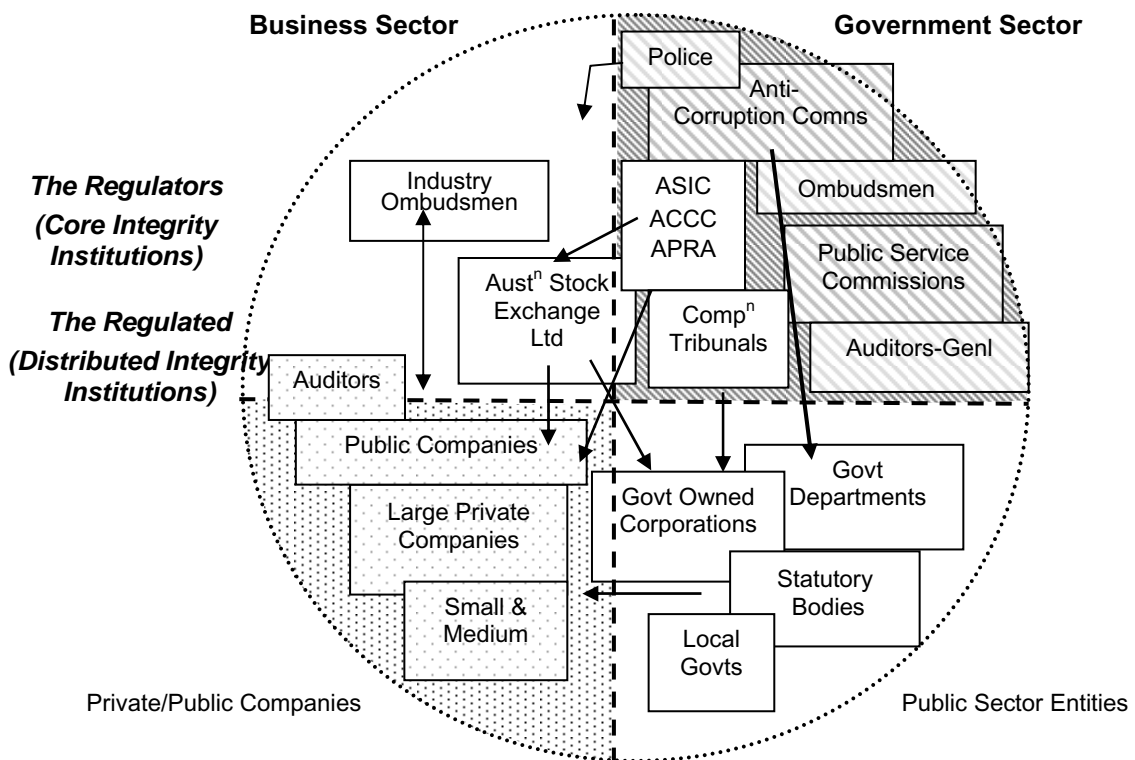 Business Sector
Government Sector
Police
Anti-
Corruption Comns
The Regulators
(Core Integrity
Institutions)
Industry
Ombudsmen
ASIC
ACCC
APRA
Ombudsmen
Public Service
Commissions
Austⁿ Stock
Exchange
Ltd
Compⁿ
Tribunals
Auditors-Genl
The Regulated
(Distributed Integrity
Institutions)
Auditors
Public Companies
Large Private
Companies
Small &
Medium
Govt Owned
Corporations
Govt
Departments
Statutory
Bodies
Local
Govts
Private/Public Companies
Public Sector Entities